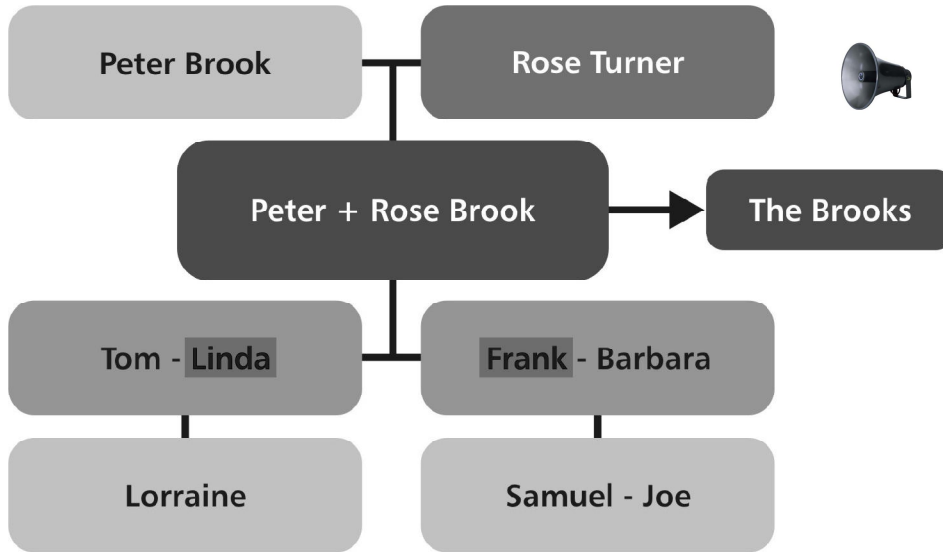 Peter Brook
Rose Turner
Peter + Rose Brook
The Brooks
Tom - Linda
Frank - Barbara
Lorraine
Samuel - Joe